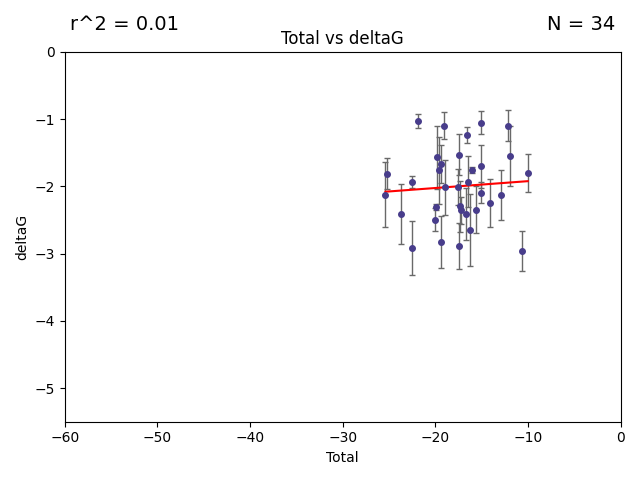 r^2 = 0.01
N = 34
Total vs deltaG
0
−1
−2
−3
−4
−5
deltaG
−60 −50 −40 −30 −20 −10 0
Total